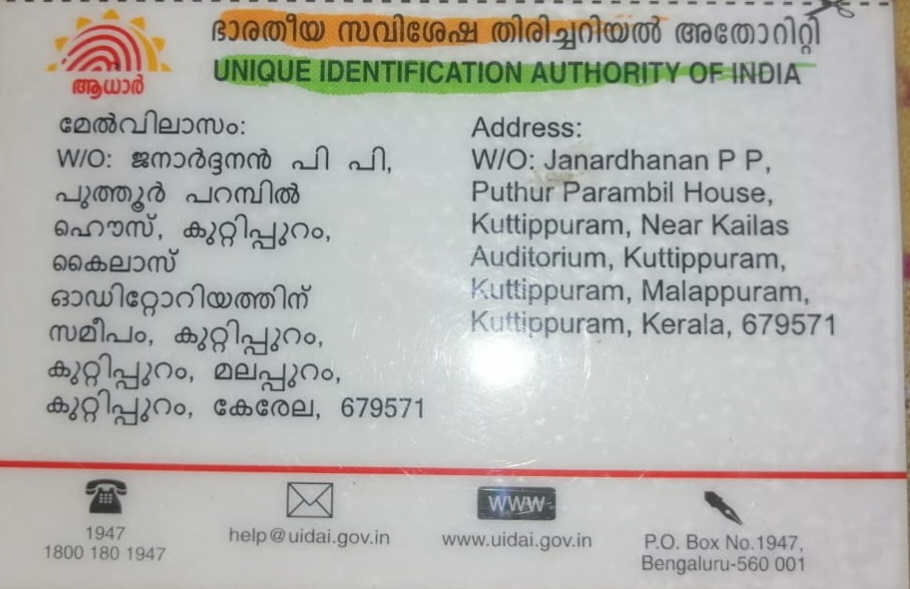 ഭാരതീയ സവിശേഷ തിരിച്ചറിയൽ അതോറിറ്റി
UNIQUE IDENTIFICATION AUTHORITY OF INDIA
ആധാർ
മേൽവിലാസം:
W/O: ജനാർദ്ദനൻ പി പി,
പുത്തൂർ പറമ്പിൽ
ഹൌസ്, കുറ്റിപ്പുറം,
കൈലാസ്
ഓഡിറ്റോറിയത്തിന്
സമീപം, കുറ്റിപ്പുറം,
കുറ്റിപ്പുറം, മലപ്പുറം,
കുറ്റിപ്പുറം, കേരേല, 679571
Address:
W/O: Janardhanan P P,
Puthur Parambil House,
Kuttippuram, Near Kailas
Auditorium, Kuttippuram,
Kuttippuram, Malappuram,
Kuttippuram, Kerala, 679571
1947
1800 180 1947
help@uidai.gov.in
www
www.uidai.gov.in
P.O. Box No.1947,
Bengaluru-560 001